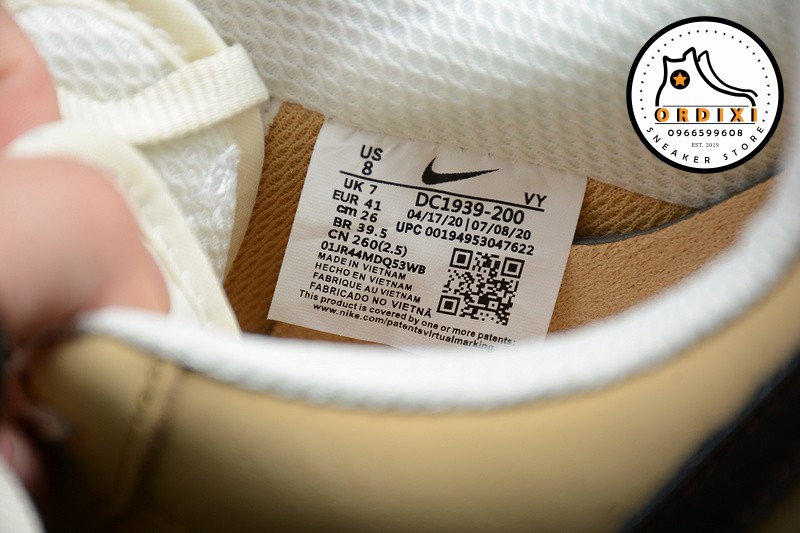 US
8
VY
UK 7
EUR 41
cm 26
BR 39.5
CN 260(2.5)
01JR44MDQ53WB
DC1939-200
04/17/20 | 07/08/20
UPC 00194953047622
MADE IN VIETNAM
HECHO EN VIETNAM
FABRIQUE AU VIETNAM
FABRICADO NO VIETNÃ
This product is covered by one or more patents:
www.nike.com/patentsvirtualmarking
ORDIXI
0966599608
EST. 2019
SNEAKER STORE